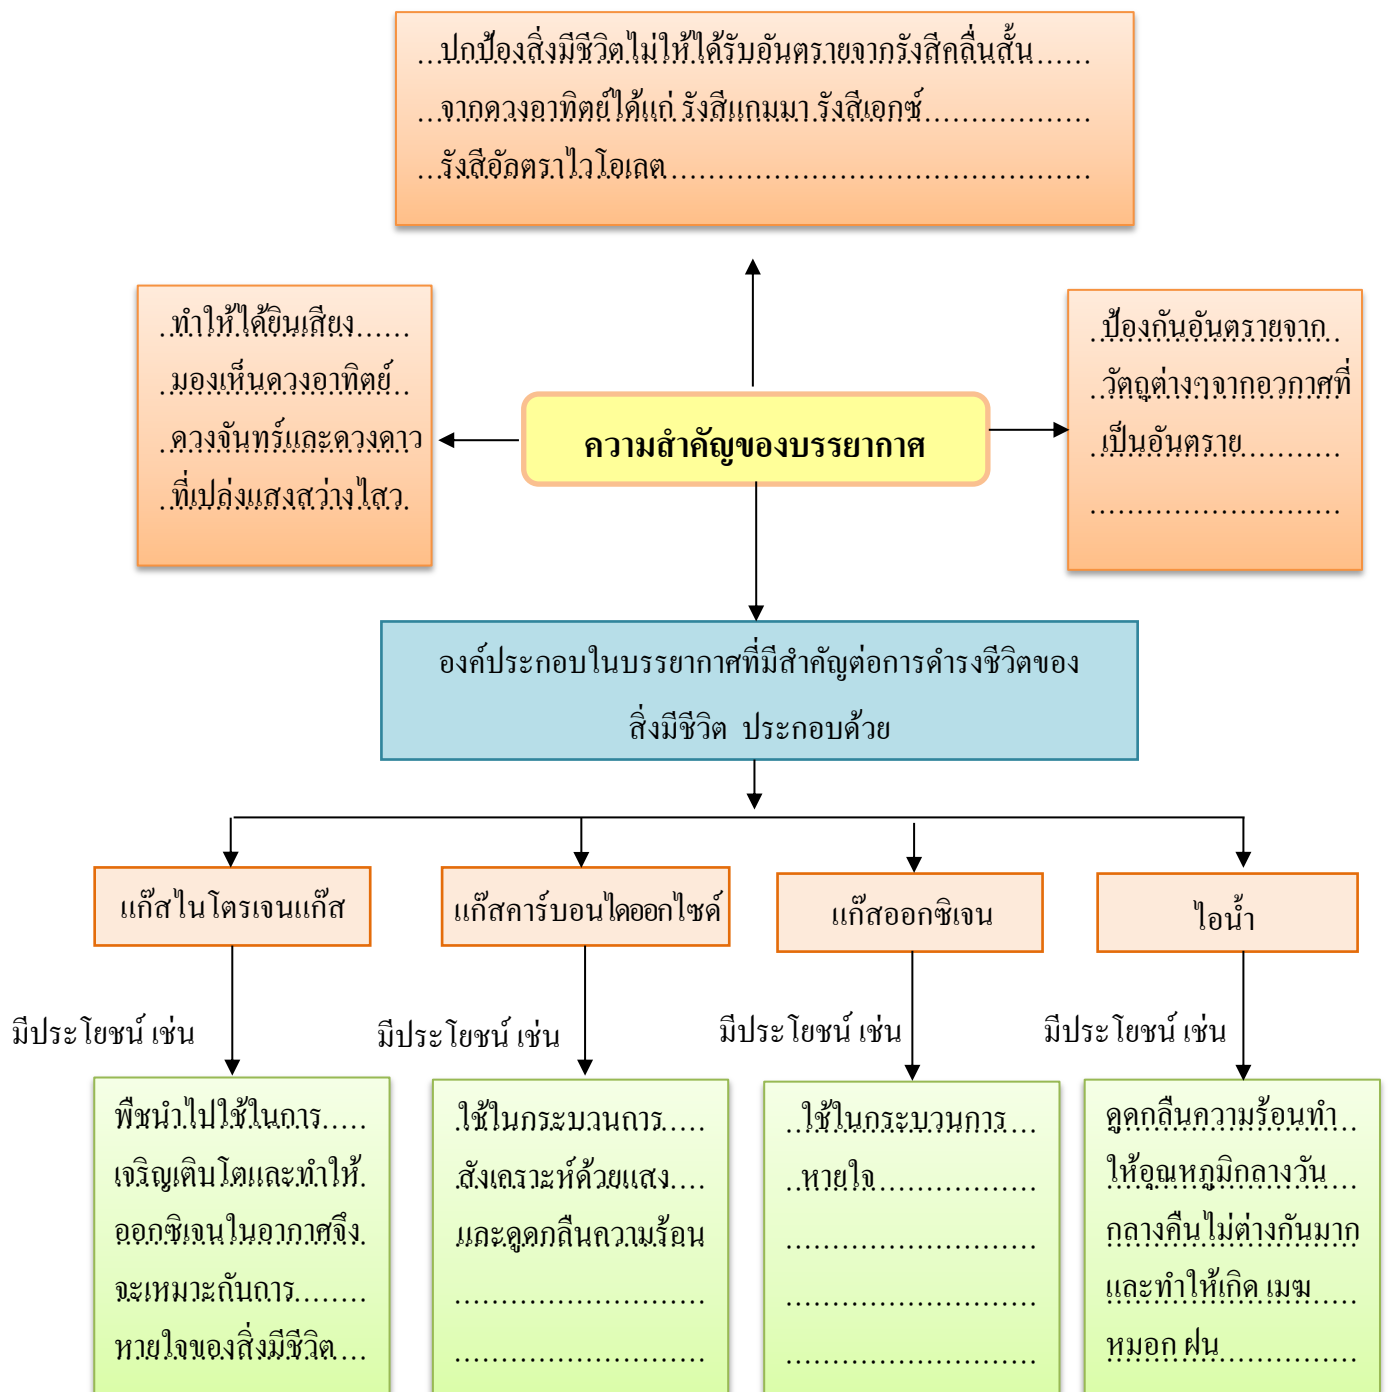 ปกป้องสิ่งมีชีวิตไม่ให้ได้รับอันตรายจากรังสีคลื่นสั้น
จากดวงอาทิตย์ได้แก่ รังสีแกมมา รังสีเอกซ์
รังสีอัลตราไวโอเลต
ทำให้ได้ยินเสียง
มองเห็นดวงอาทิตย์
ดวงจันทร์และดวงดาว
ที่เปล่งแสงสว่างไสว
ความสำคัญของบรรยากาศ
ป้องกันอันตรายจาก
วัตถุต่างๆจากอวกาศที่
เป็นอันตราย
องค์ประกอบในบรรยากาศที่มีสำคัญต่อการดำรงชีวิตของ
สิ่งมีชีวิต ประกอบด้วย
แก๊สไนโตรเจนแก๊ส
แก๊สคาร์บอนไดออกไซด์
แก๊สออกซิเจน
ไอน้ำ
มีประโยชน์ เช่น
มีประโยชน์ เช่น
มีประโยชน์ เช่น
มีประโยชน์ เช่น
พืชนำไปใช้ในการ
เจริญเติบโตและทำให้
ออกซิเจนในอากาศจึง
จะเหมาะกับการ
หายใจของสิ่งมีชีวิต
ใช้ในกระบวนการ
สังเคราะห์ด้วยแสง
และดูดกลืนความร้อน
ใช้ในกระบวนการ
หายใจ
ดูดกลืนความร้อนทำ
ให้อุณหภูมิกลางวัน
กลางคืนไม่ต่างกันมาก
และทำให้เกิด เมฆ
หมอก ฝน